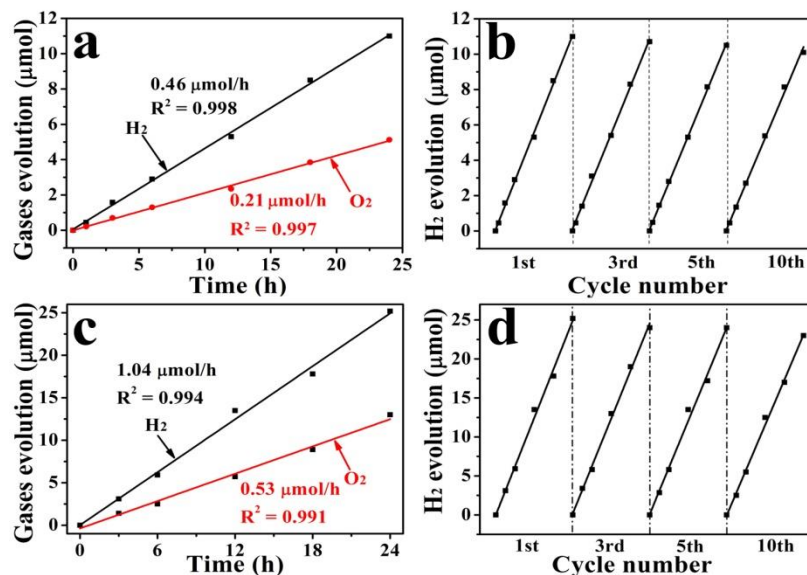 a
Gases evolution (μmol)
12
10
8
6
4
2
0
0.46 μmol/h
R² = 0.998
H₂
O₂
0.21 μmol/h
R² = 0.997
0 5 10 15 20 25
Time (h)
b
H₂ evolution (μmol)
12
10
8
6
4
2
0
1st 3rd 5th 10th
Cycle number
c
Gases evolution (μmol)
25
20
15
10
5
0
1.04 μmol/h
R² = 0.994
H₂
O₂
0.53 μmol/h
R² = 0.991
0 6 12 18 24
Time (h)
d
H₂ evolution (μmol)
25
20
15
10
5
0
1st 3rd 5th 10th
Cycle number